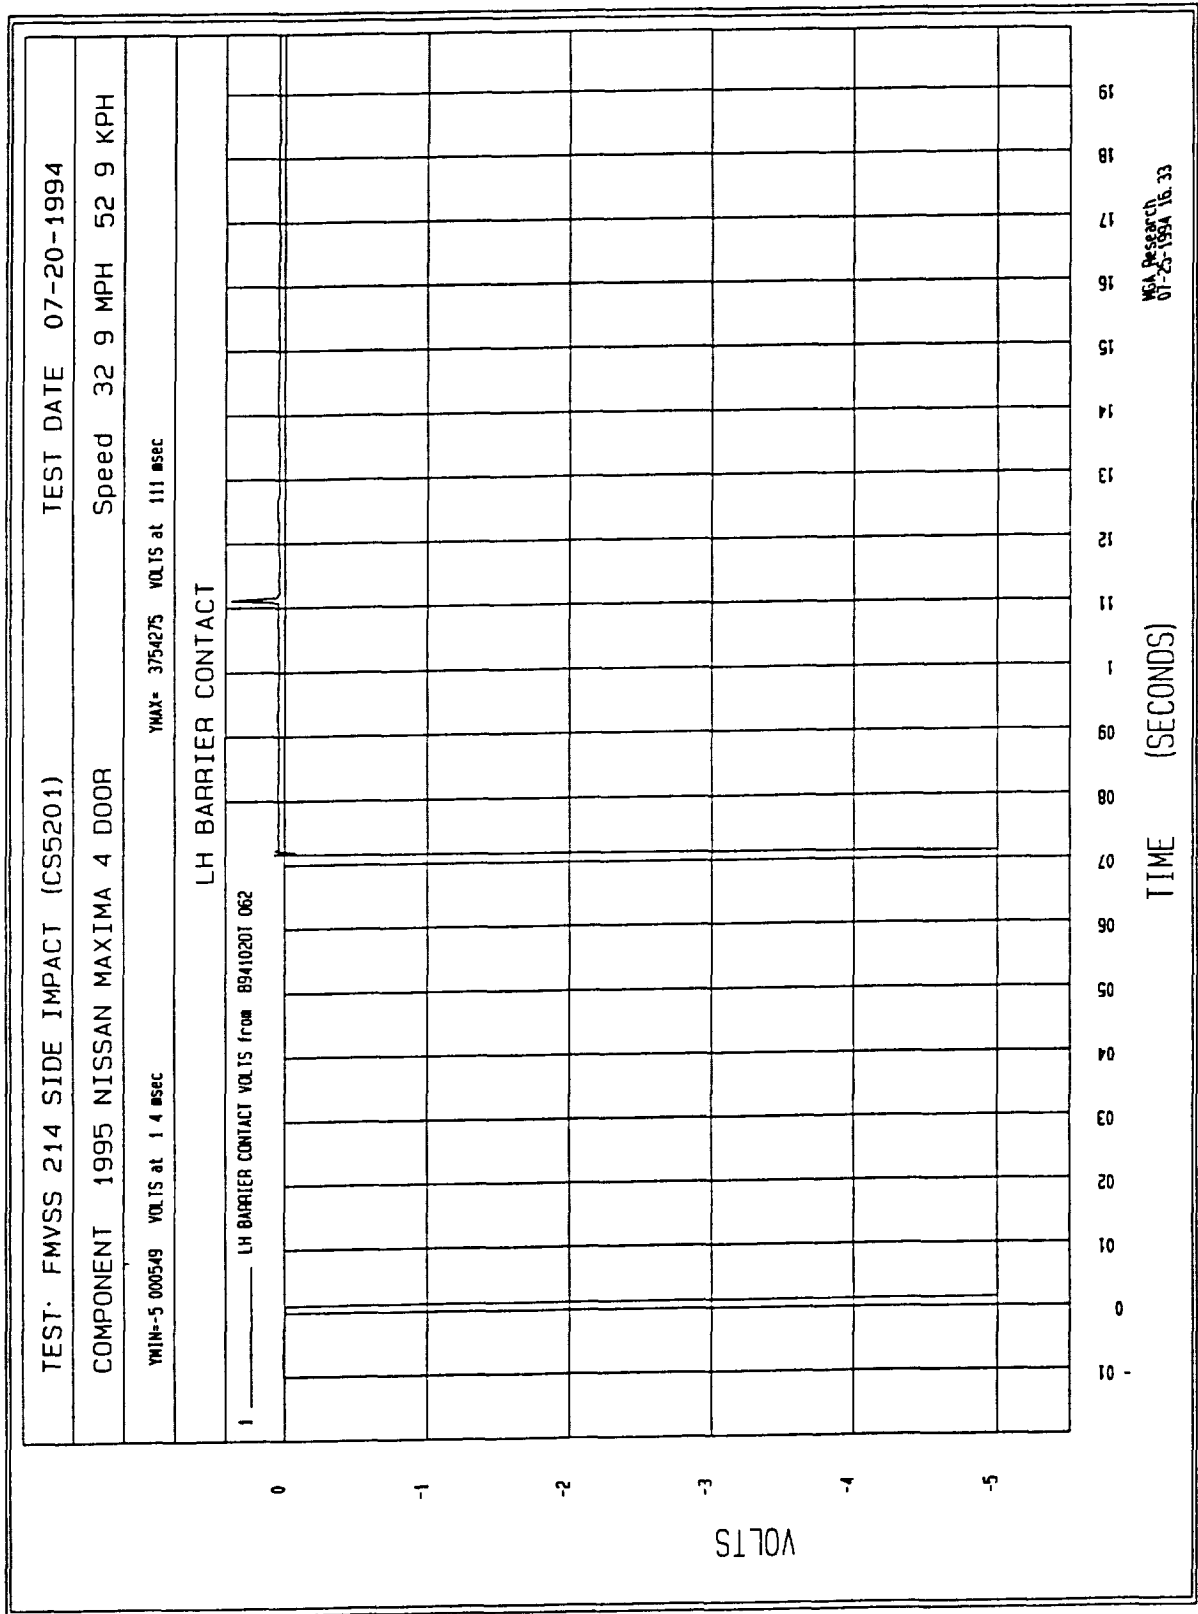 TEST· FMVSS 214 SIDE IMPACT (CS5201) TEST DATE 07-20-1994
COMPONENT 1995 NISSAN MAXIMA 4 DOOR Speed 32 9 MPH 52 9 KPH
YMIN=-5 000549 VOLTS at 1 4 msec YMAX= 3754275 VOLTS at 111 msec
LH BARRIER CONTACT
1 LH BARRIER CONTACT VOLTS from B941020T 062
VOLTS
0
-1
-2
-3
-4
-5
- 01 0 01 02 03 04 05 06 07 08 09 1 11 12 13 14 15 16 17 18 19
TIME (SECONDS)
MGA Research
07-25-1994 16.33